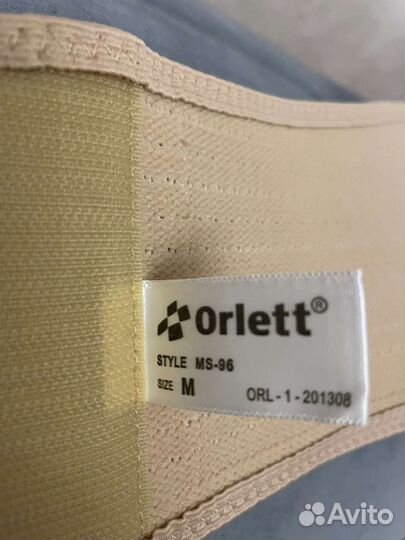 Orlett®
STYLE MS-96
SIZE M
ORL - 1 - 201308
Avito